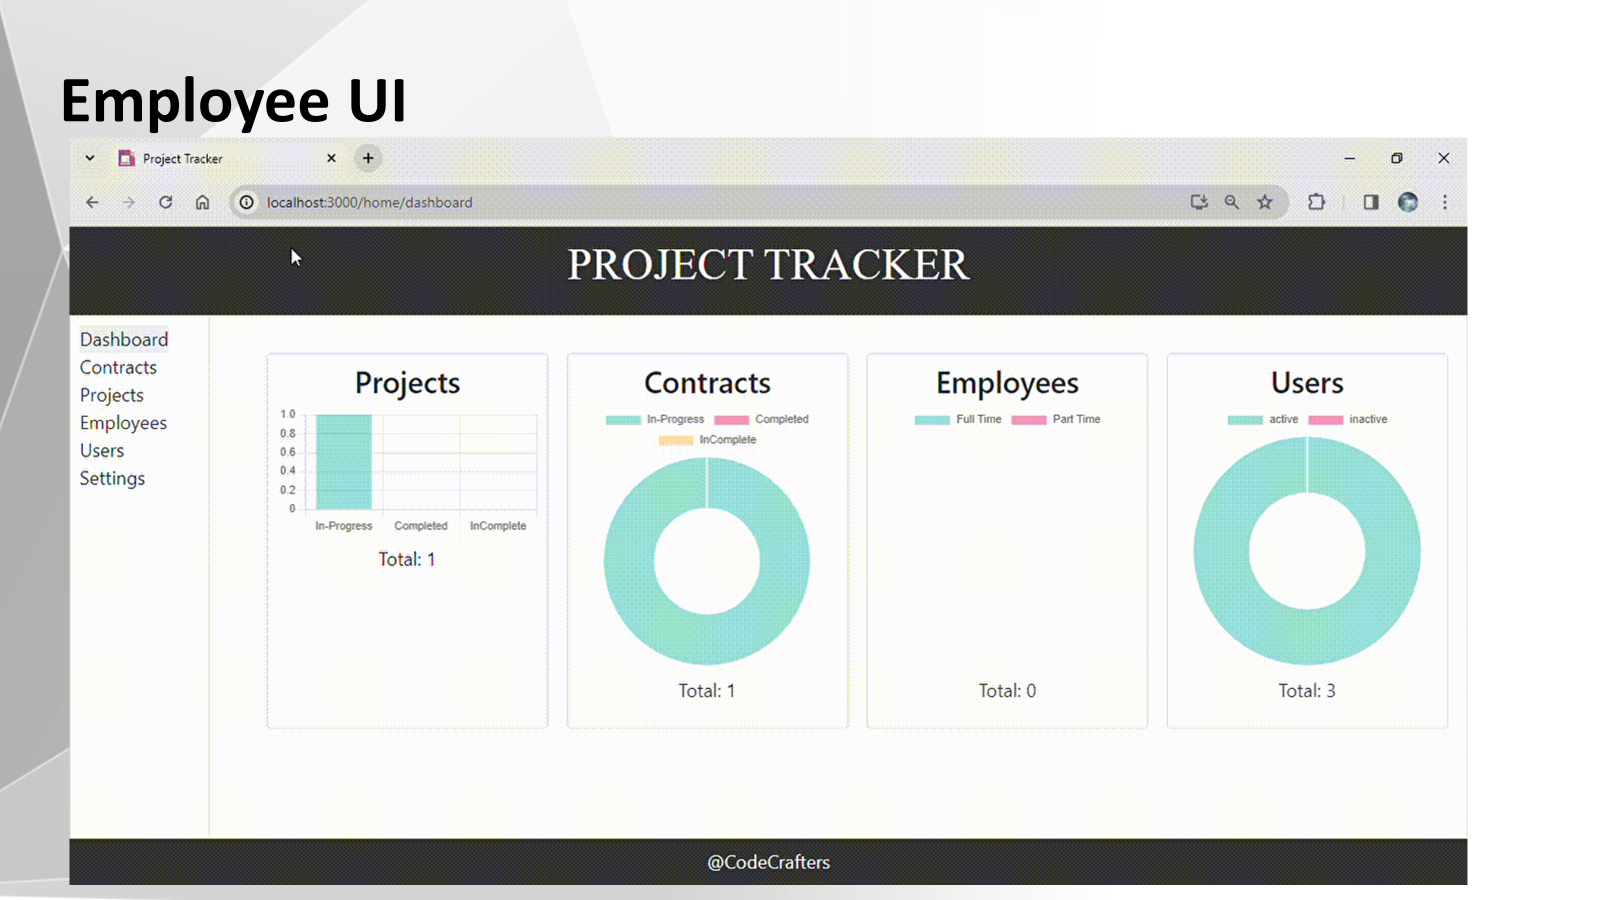 Employee UI
Project Tracker
localhost:3000/home/dashboard
PROJECT TRACKER
Dashboard
Contracts
Projects
Employees
Users
Settings
Projects
1.0
0.8
0.6
0.4
0.2
0
In-Progress Completed InComplete
Total: 1
Contracts
In-Progress Completed
InComplete
Total: 1
Employees
Full Time Part Time
Total: 0
Users
active inactive
Total: 3
@CodeCrafters